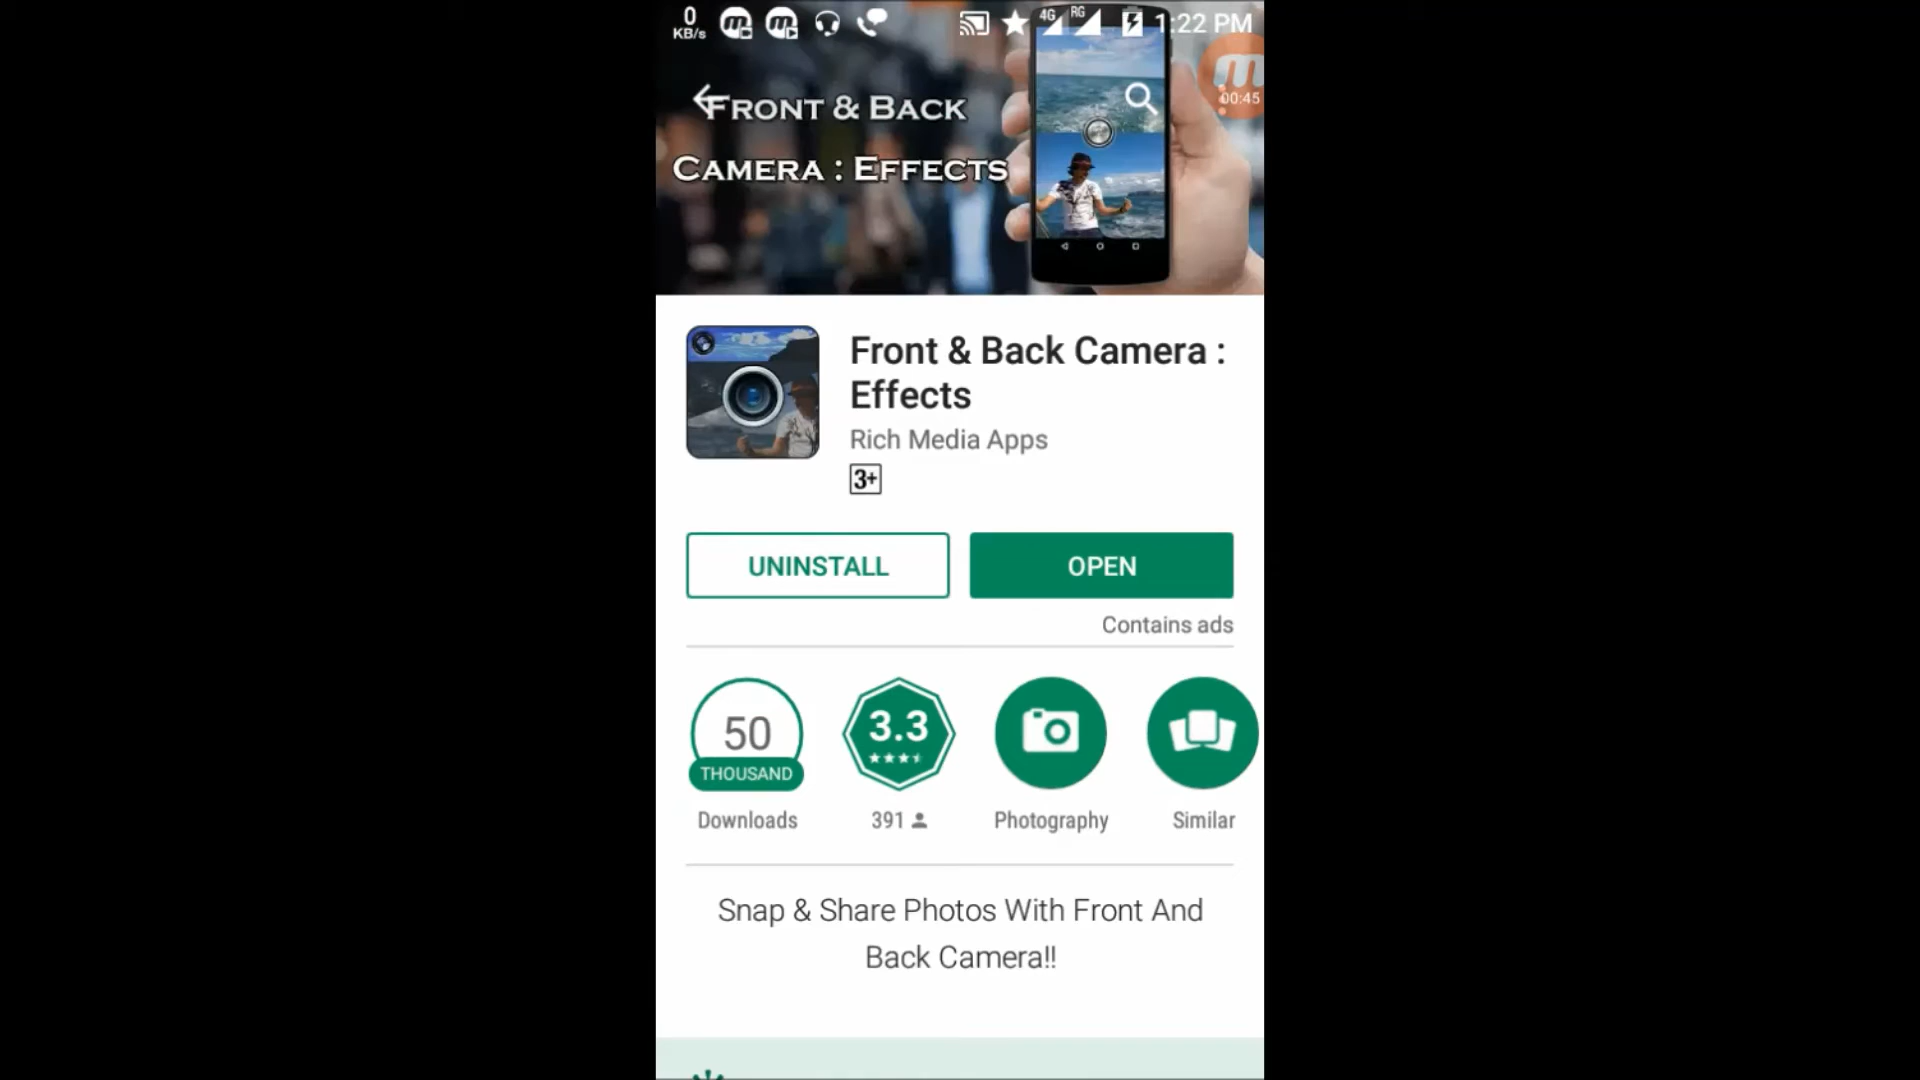 0
KB/s
4G
RG
1:22 PM
00:45
FRONT & BACK
CAMERA : EFFECTS
Front & Back Camera :
Effects
Rich Media Apps
3+
UNINSTALL
OPEN
Contains ads
50
THOUSAND
Downloads
3.3
391
Photography
Similar
Snap & Share Photos With Front And
Back Camera!!